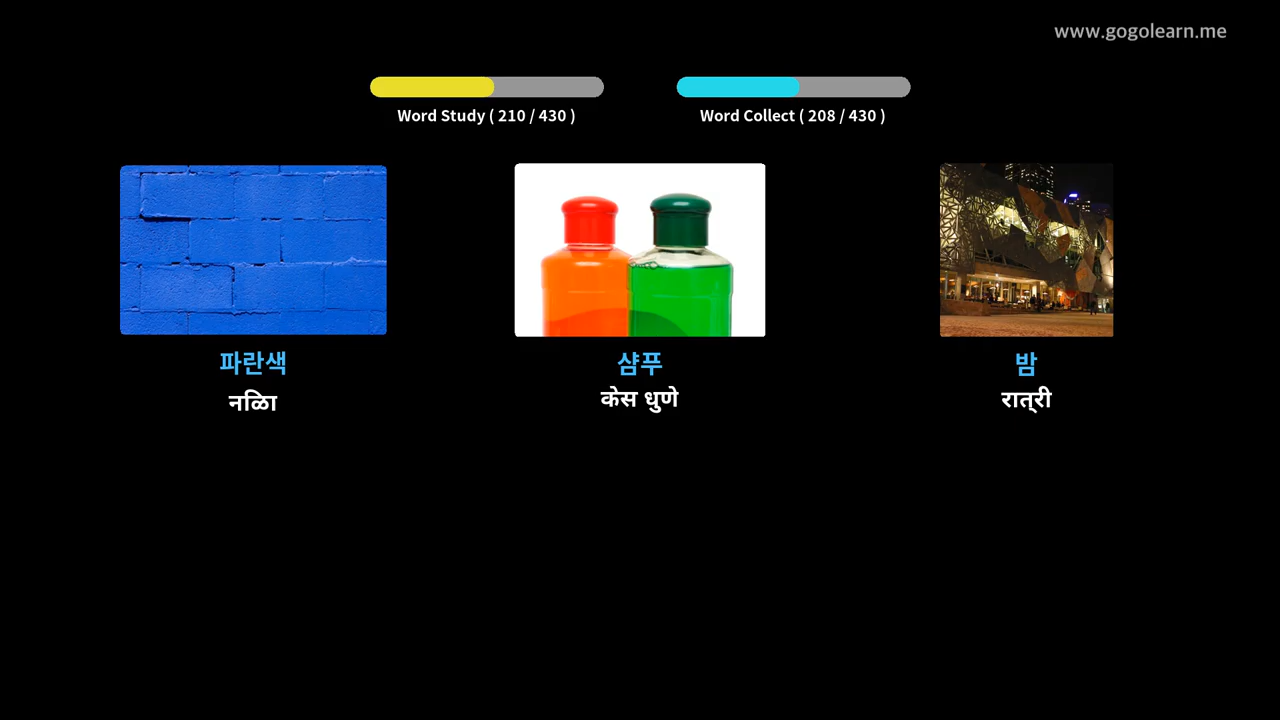 www.gogolearn.me
Word Study ( 210 / 430 )
Word Collect ( 208 / 430 )
파란색
샴푸
밤
नळिा
केस धुणे
रात्री